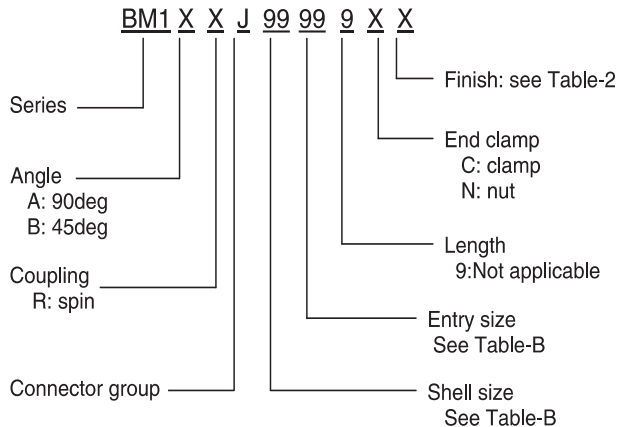 BM1 X X J 99 99 9 X X
Series
Angle
A: 90deg
B: 45deg
Coupling
R: spin
Connector group
Finish: see Table-2
End clamp
C: clamp
N: nut
Length
9:Not applicable
Entry size
See Table-B
Shell size
See Table-B